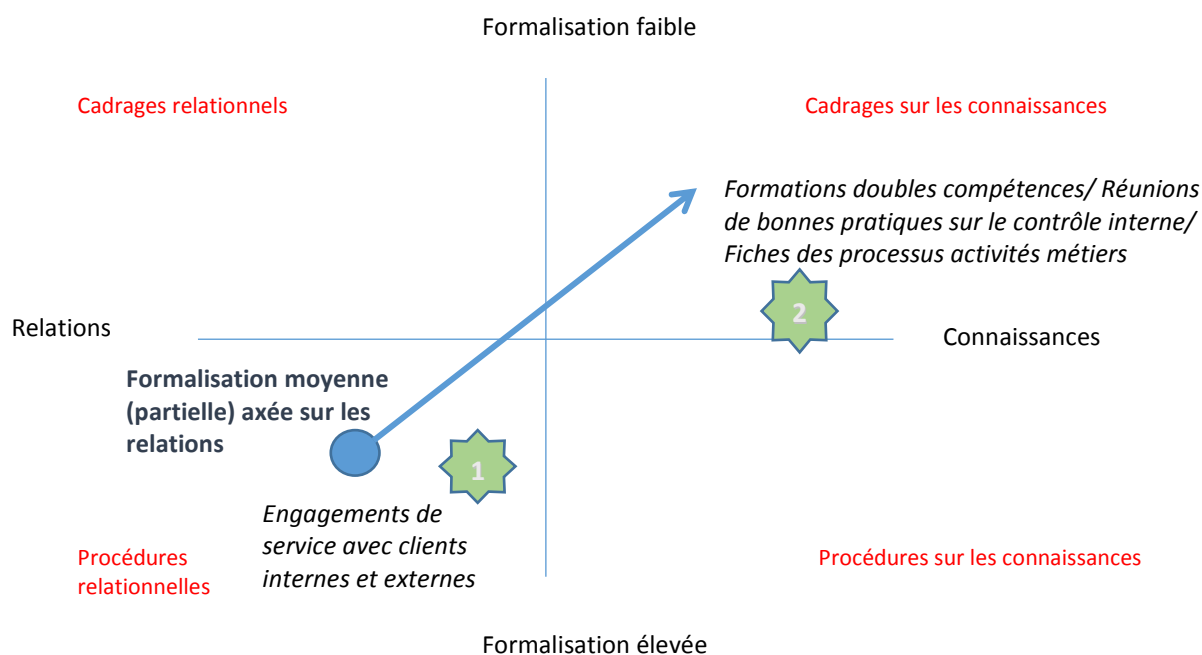 Formalisation faible
Cadrages relationnels
Cadrages sur les connaissances
Formations doubles compétences/ Réunions
de bonnes pratiques sur le contrôle interne/
Fiches des processus activités métiers
2
Relations
Connaissances
Formalisation moyenne
(partielle) axée sur les
relations
1
Engagements de
service avec clients
internes et externes
Procédures
relationnelles
Procédures sur les connaissances
Formalisation élevée